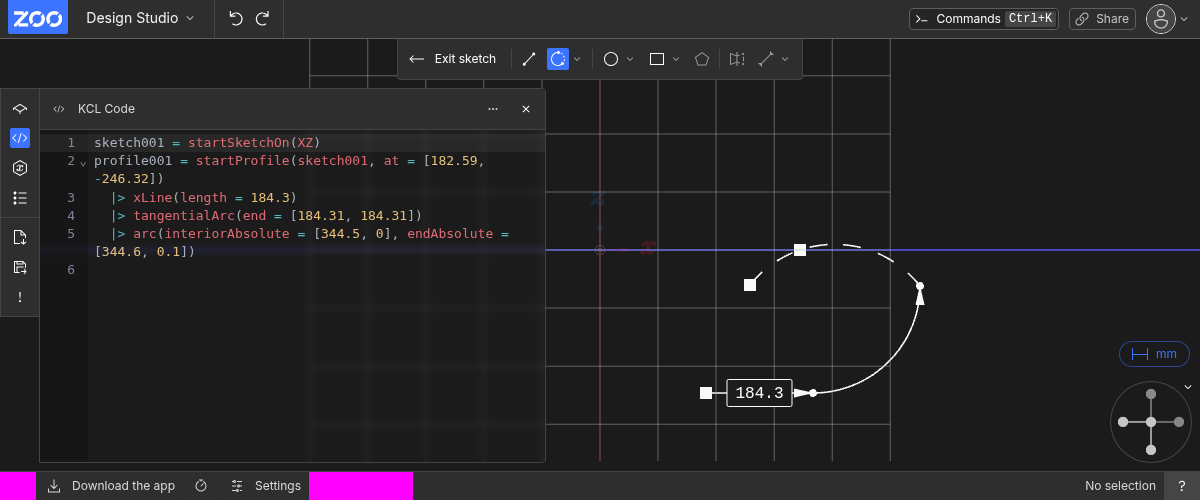 ZOO Design Studio Commands Ctrl+K Share
Exit sketch
KCL Code
1 sketch001 = startSketchOn(XZ)
2 profile001 = startProfile(sketch001, at = [182.59,
-246.32])
3 |> xLine(length = 184.3)
4 |> tangentialArc(end = [184.31, 184.31])
5 |> arc(interiorAbsolute = [344.5, 0], endAbsolute =
[344.6, 0.1])
6
z
x
184.3
mm
Download the app Settings No selection ?